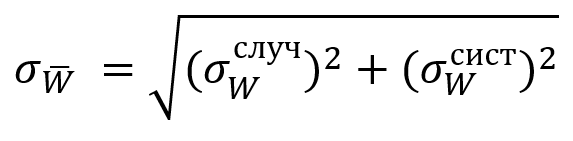 σ_W̅ = √((σ_W^случ)² + (σ_W^сист)²)